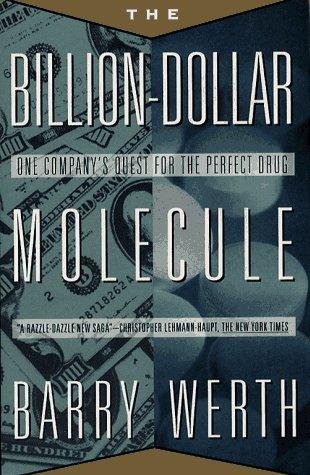 THE
BILLION-DOLLAR
ONE COMPANY'S QUEST FOR THE PERFECT DRUG
MOLECULE
"A RAZZLE-DAZZLE NEW SAGA"—CHRISTOPHER LEHMANN-HAUPT, THE NEW YORK TIMES
BARRY WERTH